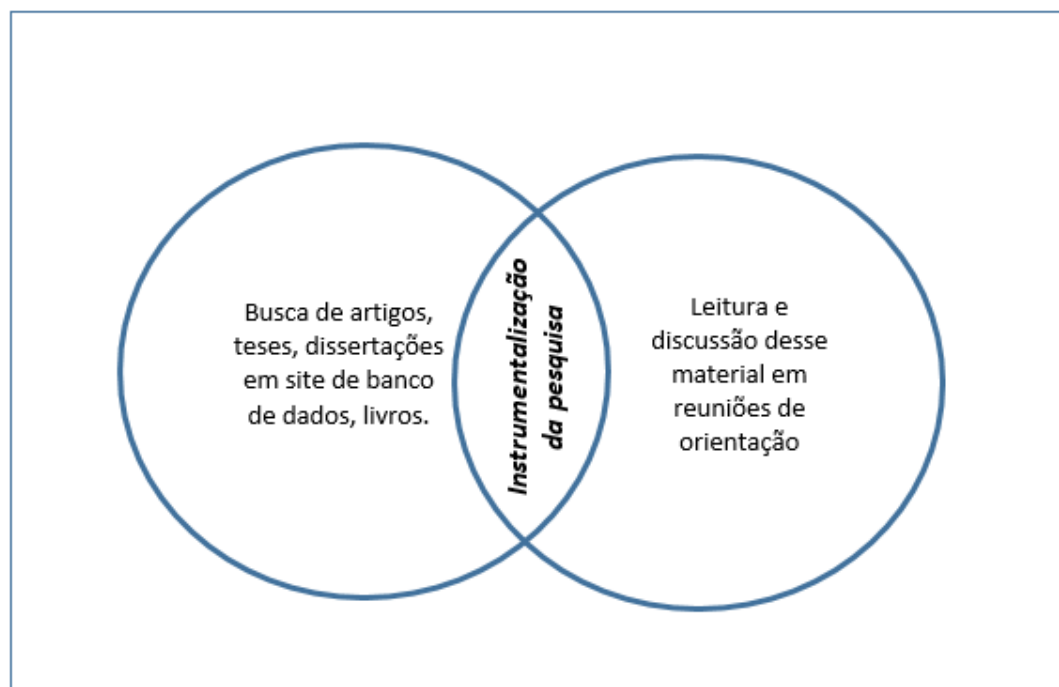 Busca de artigos,
teses, dissertações
em site de banco
de dados, livros.
Instrumentalização
da pesquisa
Leitura e
discussão desse
material em
reuniões de
orientação